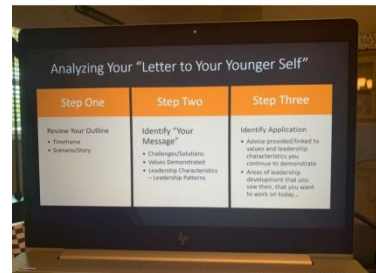 Analyzing Your “Letter to Your
Younger Self”
Step One
Review Your Outline
• Timeframe
• Scenario/Story
Step Two
Identify “Your
Message”
• Challenges/Solutions
• Values Demonstrated
• Leadership Characteristics
– Leadership Patterns
Step Three
Identify Application
• Advice provided/linked to
values and leadership
characteristics you
continue to demonstrate
• Areas of leadership
development that you
saw then, that you want
to work on today...
hp